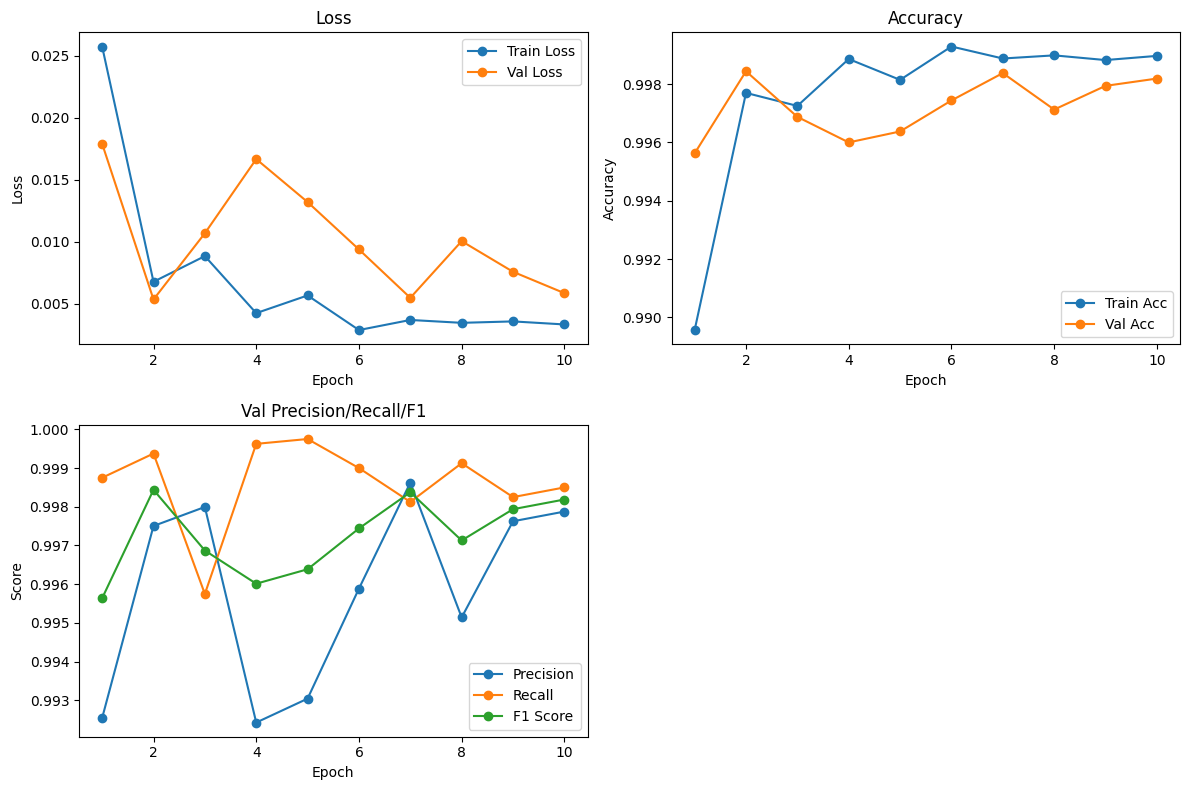 Loss
Train Loss
Val Loss
0.025
0.020
0.015
0.010
0.005
Loss
2 4 6 8 10
Epoch
Accuracy
0.998
0.996
0.994
0.992
0.990
Accuracy
Train Acc
Val Acc
2 4 6 8 10
Epoch
Val Precision/Recall/F1
1.000
0.999
0.998
0.997
0.996
0.995
0.994
0.993
Score
Precision
Recall
F1 Score
2 4 6 8 10
Epoch